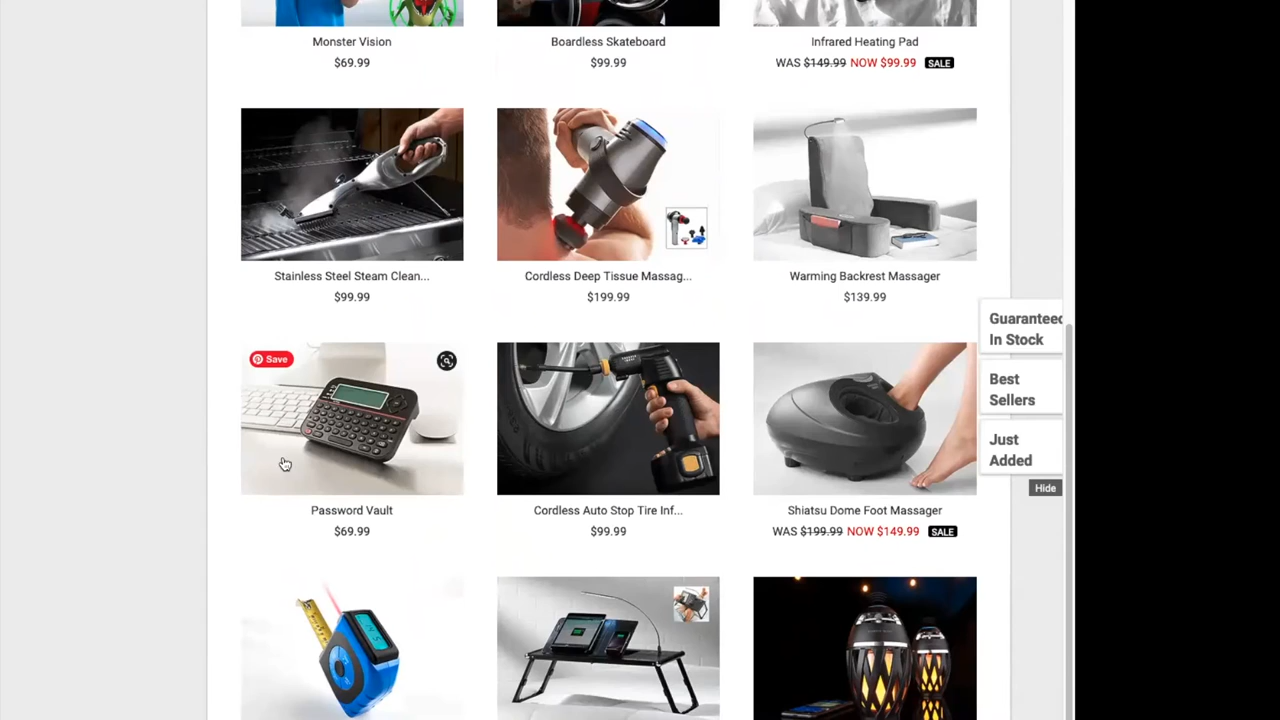 Monster Vision
$69.99
Boardless Skateboard
$99.99
Infrared Heating Pad
WAS $149.99 NOW $99.99 SALE
Stainless Steel Steam Clean...
$99.99
Cordless Deep Tissue Massag...
$199.99
Warming Backrest Massager
$139.99
Guaranteed
In Stock
Best
Sellers
Just
Added
Hide
Save
Password Vault
$69.99
Cordless Auto Stop Tire Inf...
$99.99
Shiatsu Dome Foot Massager
WAS $199.99 NOW $149.99 SALE